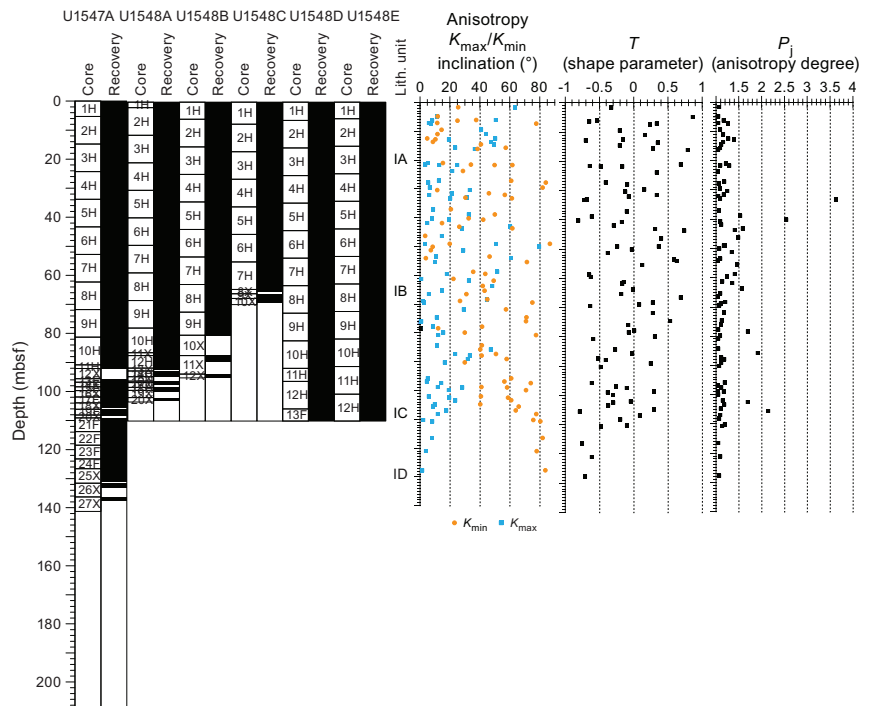 U1547A U1548A U1548B U1548C U1548D U1548E
Core Recovery Core Recovery Core Recovery Core Recovery Core Recovery Core Recovery
Lith. unit
Anisotropy
Kmax/Kmin
inclination (°)
T
(shape parameter)
Pj
(anisotropy degree)
0 20 40 60 80
-1 -0.5 0 0.5 1
1 1.5 2 2.5 3 3.5 4
Depth (mbsf)
0
20
40
60
80
100
120
140
160
180
200
1H
2H
3H
4H
5H
6H
7H
8H
9H
10H
11H
12X
21F
22F
23F
24F
25X
26X
27X
1H
2H
3H
4H
5H
6H
7H
8H
9H
10H
11X
12H
20X
1H
2H
3H
4H
5H
6H
7H
8H
9H
10X
11X
12X
1H
2H
3H
4H
5H
6H
7H
8X
9X
10X
1H
2H
3H
4H
5H
6H
7H
8H
9H
10H
11H
12H
13F
1H
2H
3H
4H
5H
6H
7H
8H
9H
10H
11H
12H
IA
IB
IC
ID
Kmin Kmax